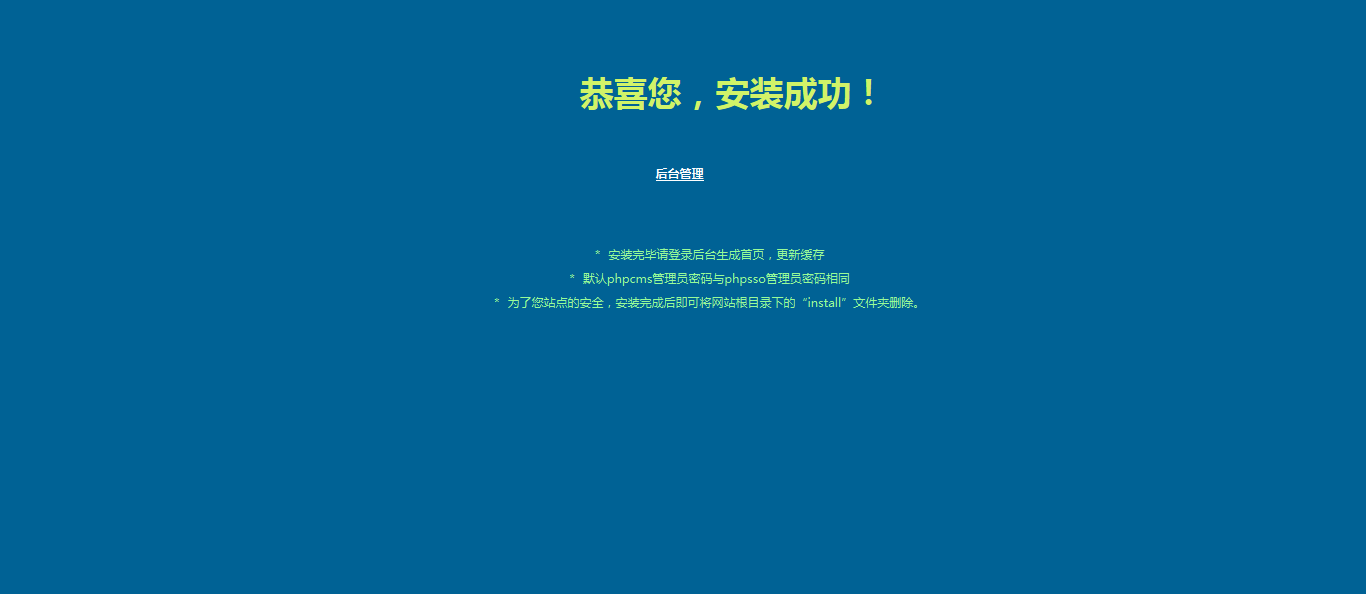 恭喜您，安装成功！
后台管理
* 安装完毕请登录后台生成首页，更新缓存
* 默认phpcms管理员密码与phpsso管理员密码相同
* 为了您站点的安全，安装完成后即可将网站根目录下的“install”文件夹删除。